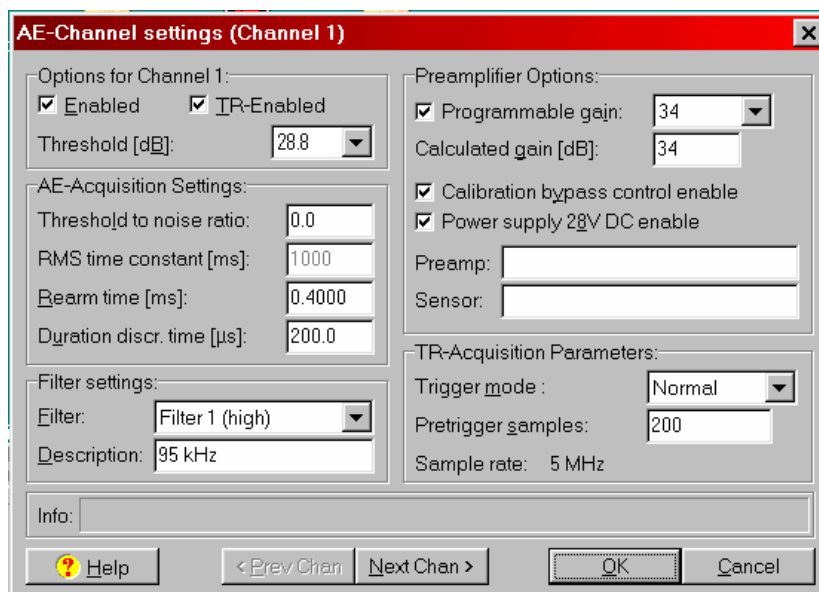 AE-Channel settings (Channel 1)
Options for Channel 1:
Enabled TR-Enabled
Threshold [dB]: 28.8
AE-Acquisition Settings:
Threshold to noise ratio: 0.0
RMS time constant [ms]: 1000
Rearm time [ms]: 0.4000
Duration discr. time [µs]: 200.0
Filter settings:
Filter: Filter 1 (high)
Description: 95 kHz
Preamplifier Options:
Programmable gain: 34
Calculated gain [dB]: 34
Calibration bypass control enable
Power supply 28V DC enable
Preamp:
Sensor:
TR-Acquisition Parameters:
Trigger mode : Normal
Pretrigger samples: 200
Sample rate: 5 MHz
Info:
? Help < Prev Chan Next Chan > OK Cancel